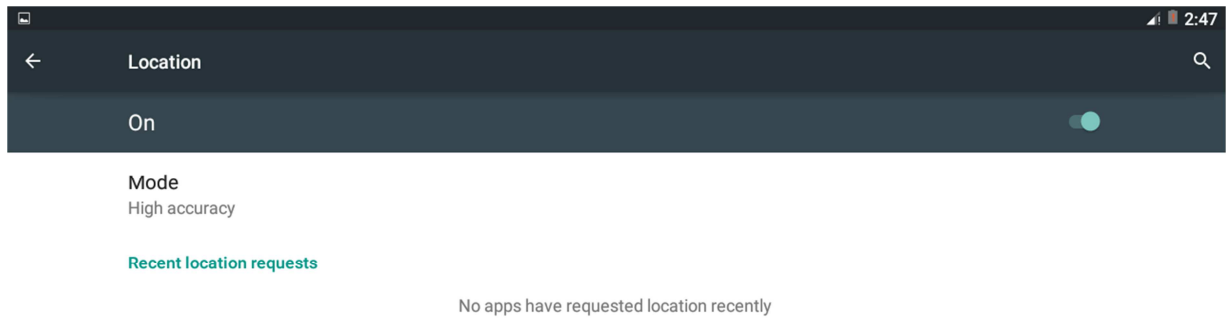 2:47
Location
On
Mode
High accuracy
Recent location requests
No apps have requested location recently